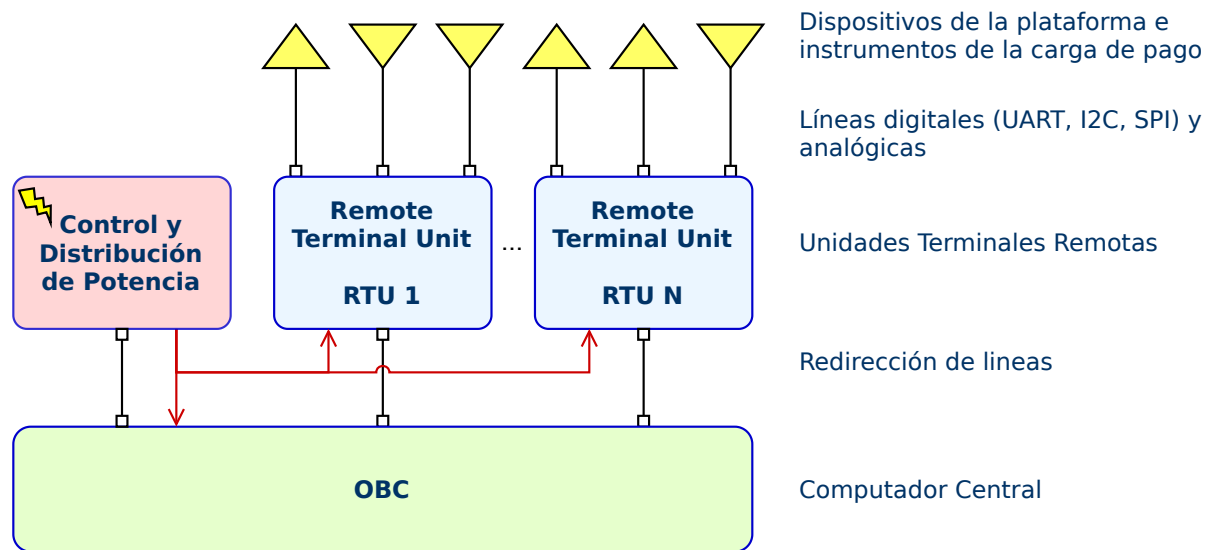 Dispositivos de la plataforma e
instrumentos de la carga de pago
Líneas digitales (UART, I2C, SPI) y
analógicas
Control y
Distribución
de Potencia
Remote
Terminal Unit
RTU 1
...
Remote
Terminal Unit
RTU N
Unidades Terminales Remotas
Redirección de lineas
OBC
Computador Central